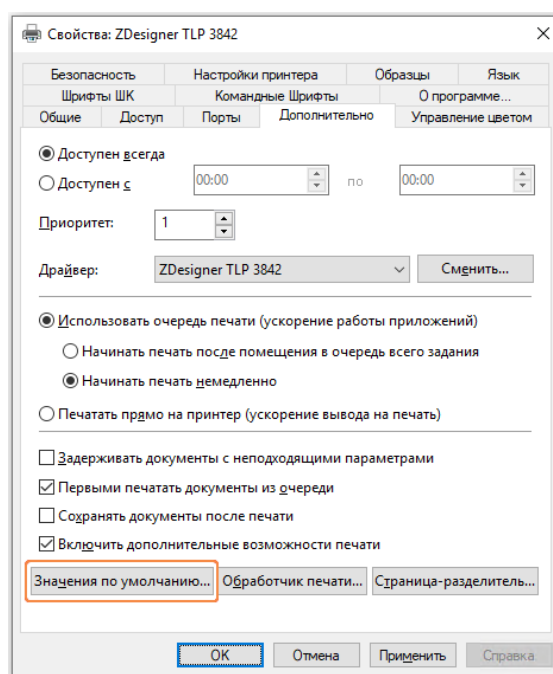 Свойства: ZDesigner TLP 3842
Безопасность Настройки принтера Образцы Язык
Шрифты ШК Командные Шрифты О программе...
Общие Доступ Порты Дополнительно Управление цветом
Доступен всегда
Доступен с 00:00 по 00:00
Приоритет: 1
Драйвер: ZDesigner TLP 3842 Сменить...
Использовать очередь печати (ускорение работы приложений)
Начинать печать после помещения в очередь всего задания
Начинать печать немедленно
Печатать прямо на принтер (ускорение вывода на печать)
Задерживать документы с неподходящими параметрами
Первыми печатать документы из очереди
Сохранять документы после печати
Включить дополнительные возможности печати
Значения по умолчанию... Обработчик печати... Страница-разделитель...
OK Отмена Применить Справка